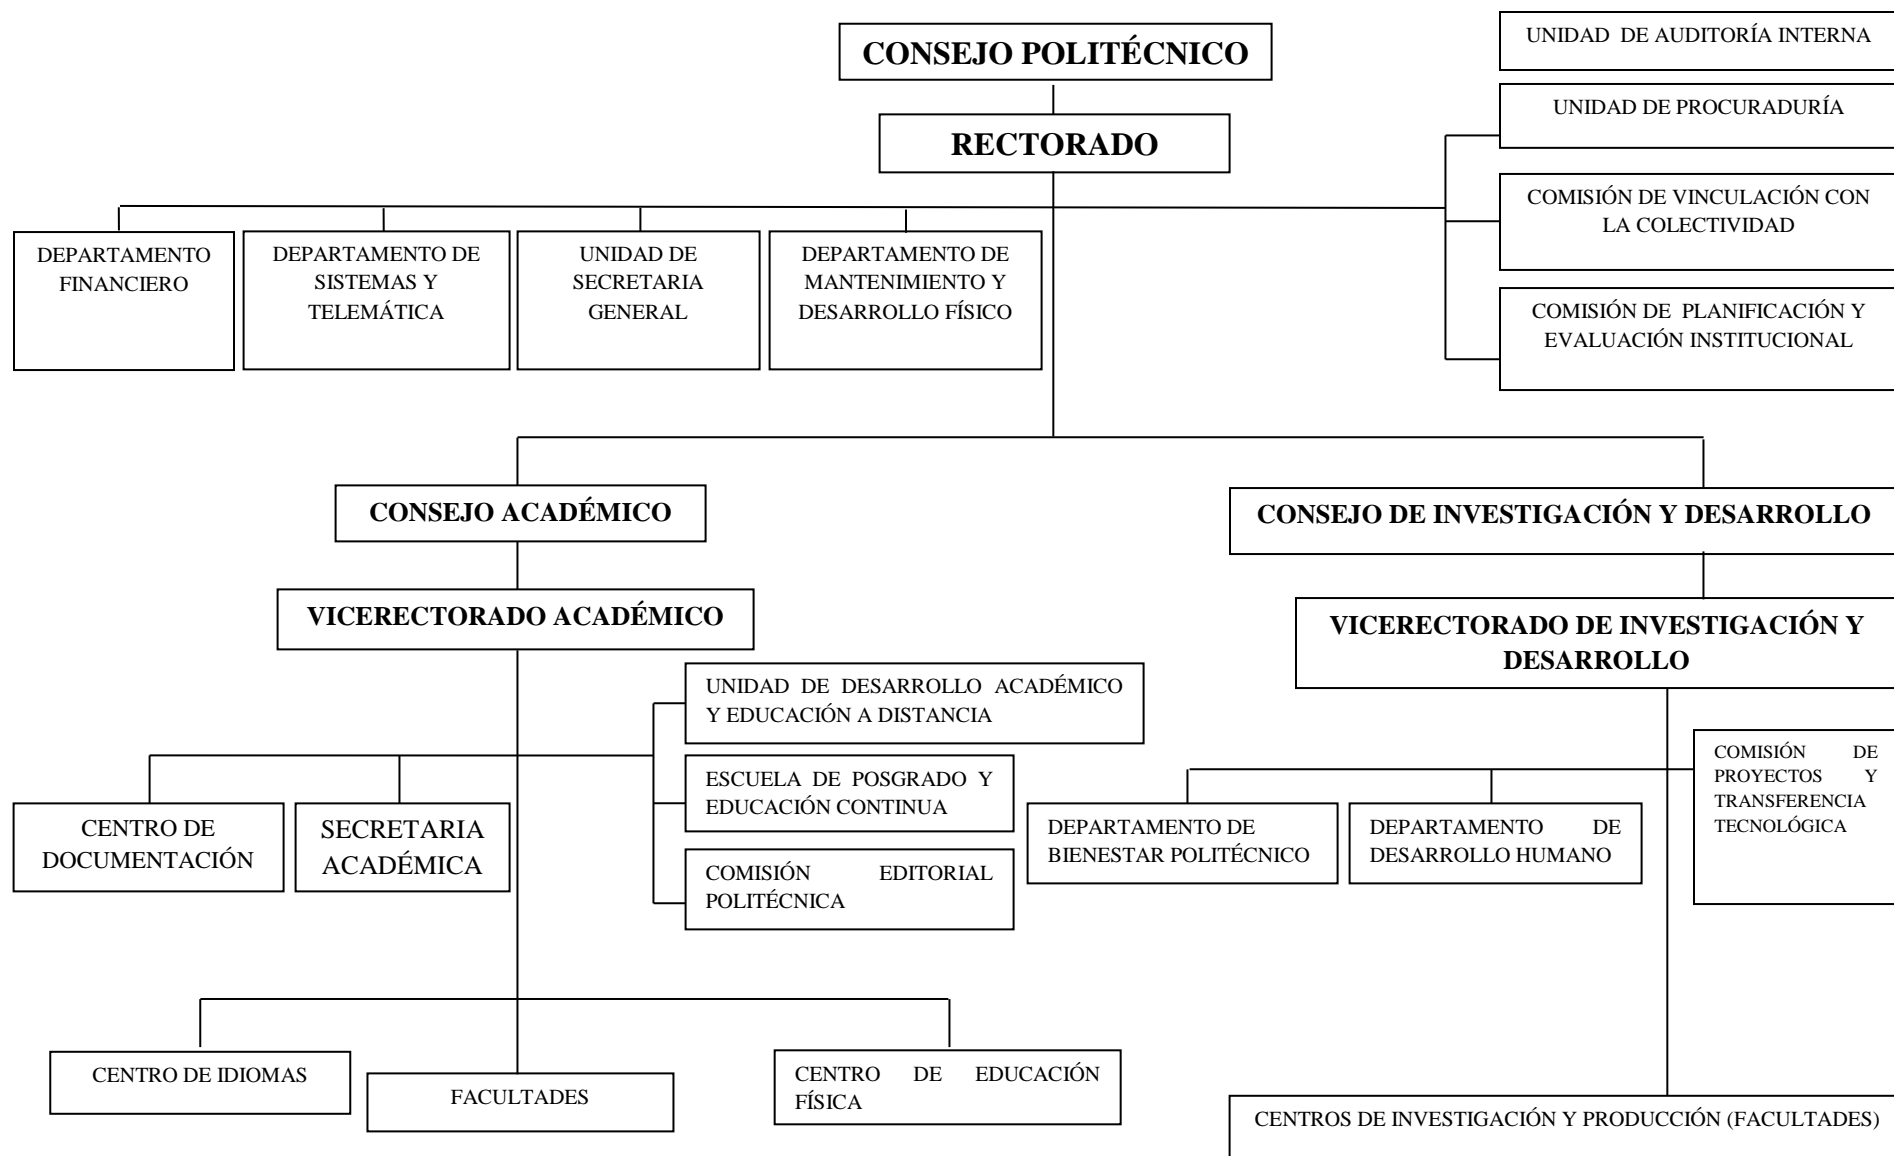 CONSEJO POLITÉCNICO
UNIDAD DE AUDITORÍA INTERNA
UNIDAD DE PROCURADURÍA
RECTORADO
COMISIÓN DE VINCULACIÓN CON
LA COLECTIVIDAD
DEPARTAMENTO
FINANCIERO
DEPARTAMENTO DE
SISTEMAS Y
TELEMÁTICA
UNIDAD DE
SECRETARIA
GENERAL
DEPARTAMENTO DE
MANTENIMIENTO Y
DESARROLLO FÍSICO
COMISIÓN DE PLANIFICACIÓN Y
EVALUACIÓN INSTITUCIONAL
CONSEJO ACADÉMICO
CONSEJO DE INVESTIGACIÓN Y DESARROLLO
VICERECTORADO ACADÉMICO
VICERECTORADO DE INVESTIGACIÓN Y
DESARROLLO
UNIDAD DE DESARROLLO ACADÉMICO
Y EDUCACIÓN A DISTANCIA
ESCUELA DE POSGRADO Y
EDUCACIÓN CONTINUA
COMISIÓN EDITORIAL
POLITÉCNICA
CENTRO DE
DOCUMENTACIÓN
SECRETARIA
ACADÉMICA
DEPARTAMENTO DE
BIENESTAR POLITÉCNICO
DEPARTAMENTO DE
DESARROLLO HUMANO
COMISIÓN DE
PROYECTOS Y
TRANSFERENCIA
TECNOLÓGICA
CENTRO DE IDIOMAS
FACULTADES
CENTRO DE EDUCACIÓN
FÍSICA
CENTROS DE INVESTIGACIÓN Y PRODUCCIÓN (FACULTADES)